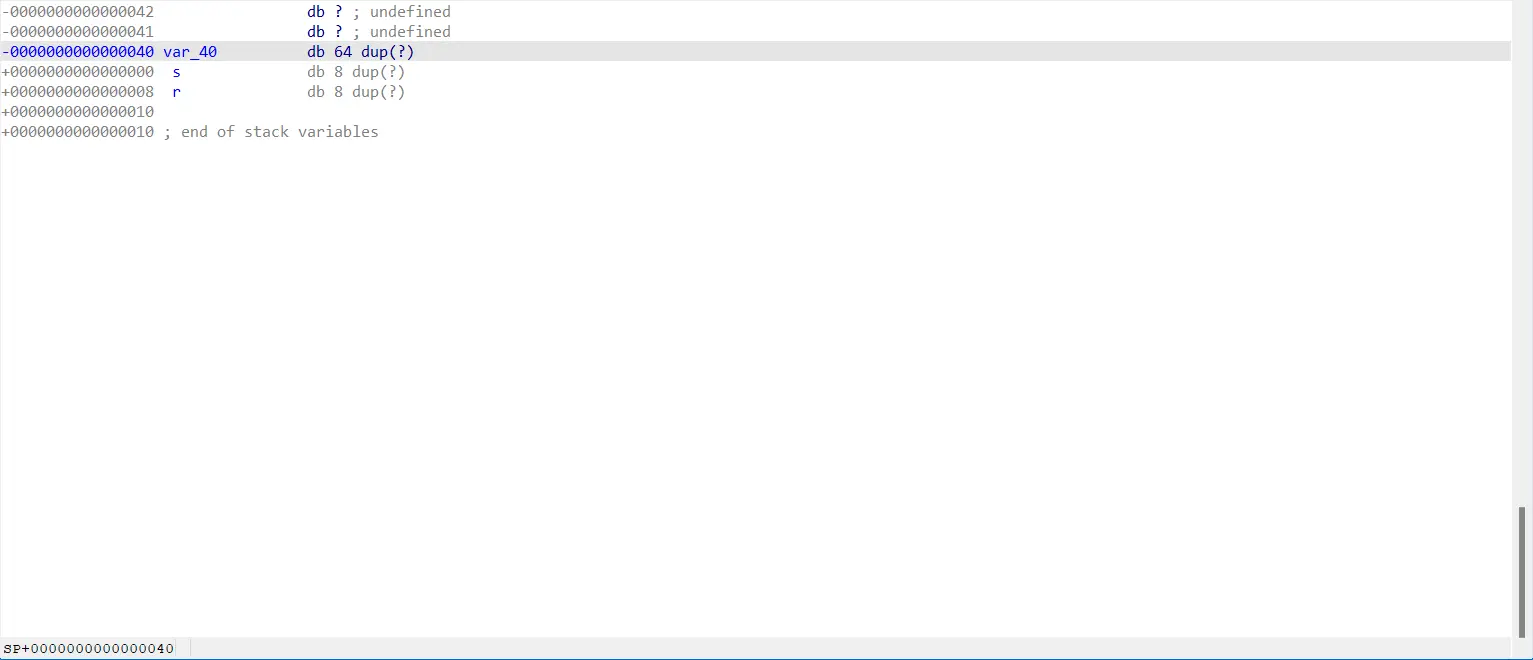 -0000000000000042 db ? ; undefined
-0000000000000041 db ? ; undefined
-0000000000000040 var_40 db 64 dup(?)
+0000000000000000 s db 8 dup(?)
+0000000000000008 r db 8 dup(?)
+0000000000000010
+0000000000000010 ; end of stack variables
SP+0000000000000040